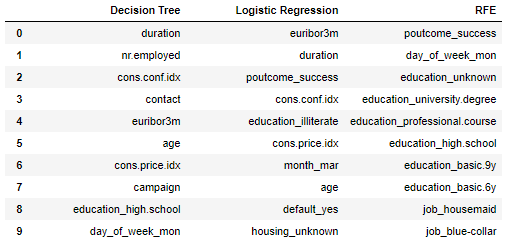 Decision Tree Logistic Regression RFE
0 duration euribor3m poutcome_success
1 nr.employed duration day_of_week_mon
2 cons.conf.idx poutcome_success education_unknown
3 contact cons.conf.idx education_university.degree
4 euribor3m education_illiterate education_professional.course
5 age cons.price.idx education_high.school
6 cons.price.idx month_mar education_basic.9y
7 campaign age education_basic.6y
8 education_high.school default_yes job_housemaid
9 day_of_week_mon housing_unknown job_blue-collar